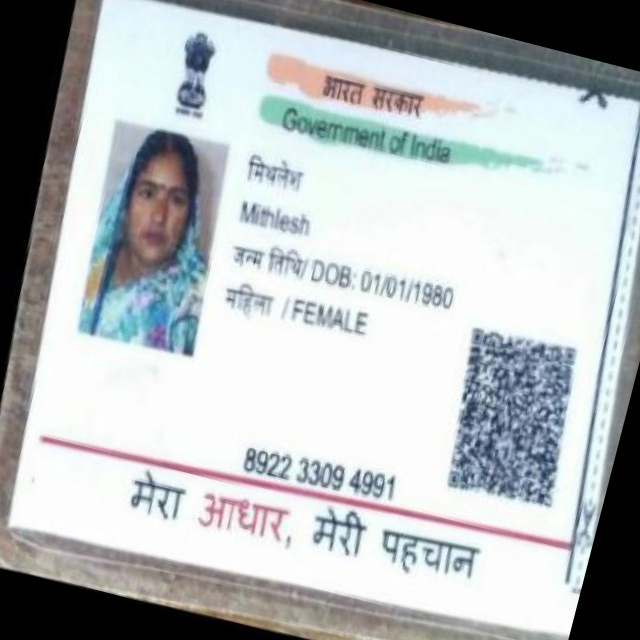 भारत सरकार
Government of India
मिथलेश
Mithlesh
जन्म तिथि/ DOB: 01/01/1980
महिला / FEMALE
8922 3309 4991
मेरा आधार, मेरी पहचान